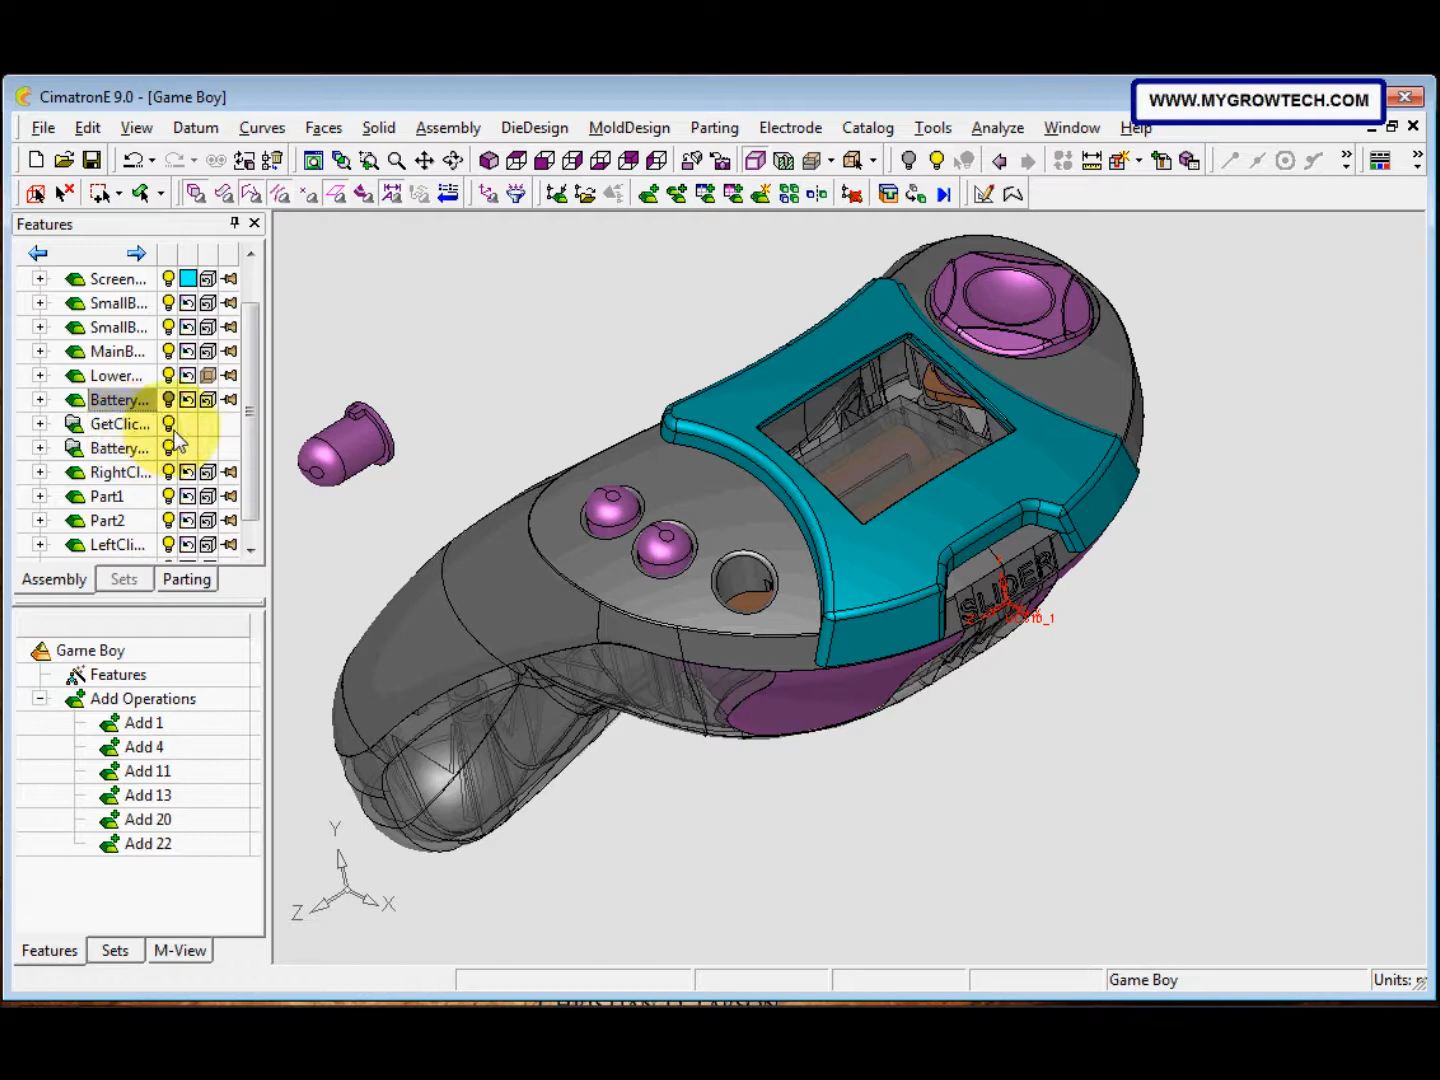 CimatronE 9.0 - [Game Boy]
WWW.MYGROWTECH.COM
File Edit View Datum Curves Faces Solid Assembly DieDesign MoldDesign Parting Electrode Catalog Tools Analyze Window Help
Features
Screen...
SmallB...
SmallB...
MainB...
Lower...
Battery...
GetClic...
Battery...
RightCl...
Part1
Part2
LeftCli...
Assembly Sets Parting
Game Boy
Features
Add Operations
Add 1
Add 4
Add 11
Add 13
Add 20
Add 22
Features Sets M-View
SLIDER
Y
X
Z
Game Boy
Units: